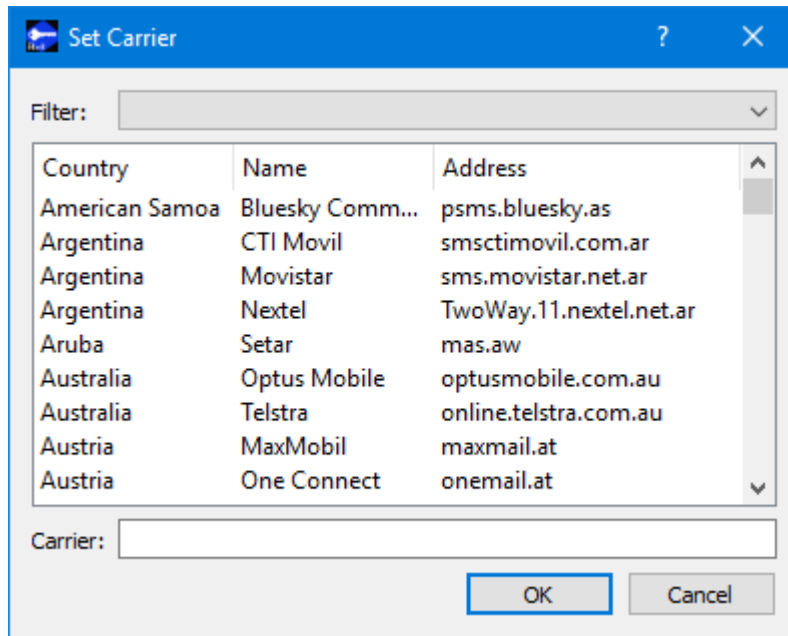 Set Carrier
Filter:
Country Name Address
American Samoa Bluesky Comm... psms.bluesky.as
Argentina CTI Movil smsctimovil.com.ar
Argentina Movistar sms.movistar.net.ar
Argentina Nextel TwoWay.11.nextel.net.ar
Aruba Setar mas.aw
Australia Optus Mobile optusmobile.com.au
Australia Telstra online.telstra.com.au
Austria MaxMobil maxmail.at
Austria One Connect onemail.at
Carrier:
OK Cancel